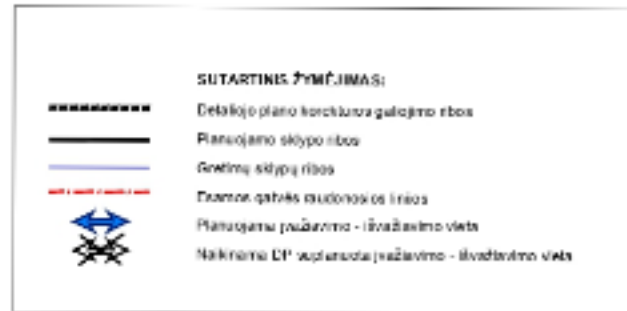 SUTARTINIS ŽYMĖJIMAS:
Detaliojo plano korektūros galiojimo ribos
Planuojamo sklypo ribos
Gretimų sklypų ribos
Esamos gatvės raudonosios linijos
Planuojama įvažiavimo - išvažiavimo vieta
Naikinama DP suplanuota įvažiavimo - išvažiavimo vieta